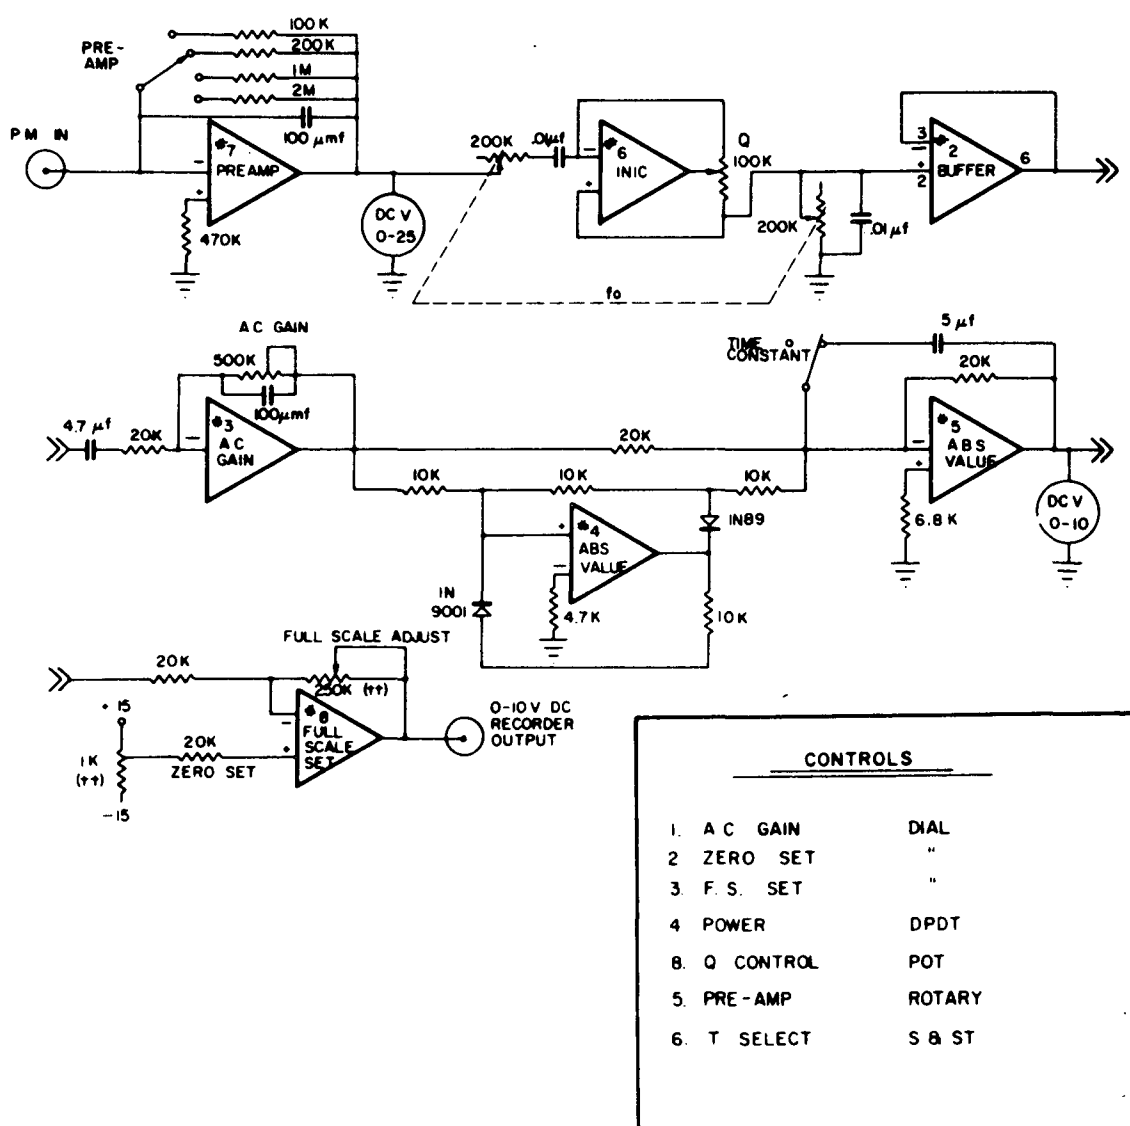 100K
PRE-
AMP
200K
1M
2M
100 µmf
PM IN
#7
PREAMP
-
+
470K
DC V
0-25
200K
.01µf
#6
INIC
-
+
Q
100K
200K
.01 µf
fo
3
-
#2
BUFFER
+
2
6
AC GAIN
500K
100µmf
4.7 µf
20K
-
#3
AC
GAIN
20K
TIME
CONSTANT
5 µf
20K
-
+
#5
ABS
VALUE
6.8K
DC V
0-10
10K
10K
10K
IN89
+
-
#4
ABS
VALUE
IN
9001
4.7K
10K
FULL SCALE ADJUST
20K
250K (††)
-
+
#8
FULL
SCALE
SET
0-10V DC
RECORDER
OUTPUT
+ 15
1K
(††)
-15
20K
ZERO SET
CONTROLS
1. AC GAIN DIAL
2 ZERO SET "
3. F.S. SET "
4 POWER DPDT
8. Q CONTROL POT
5. PRE-AMP ROTARY
6. T SELECT S & ST